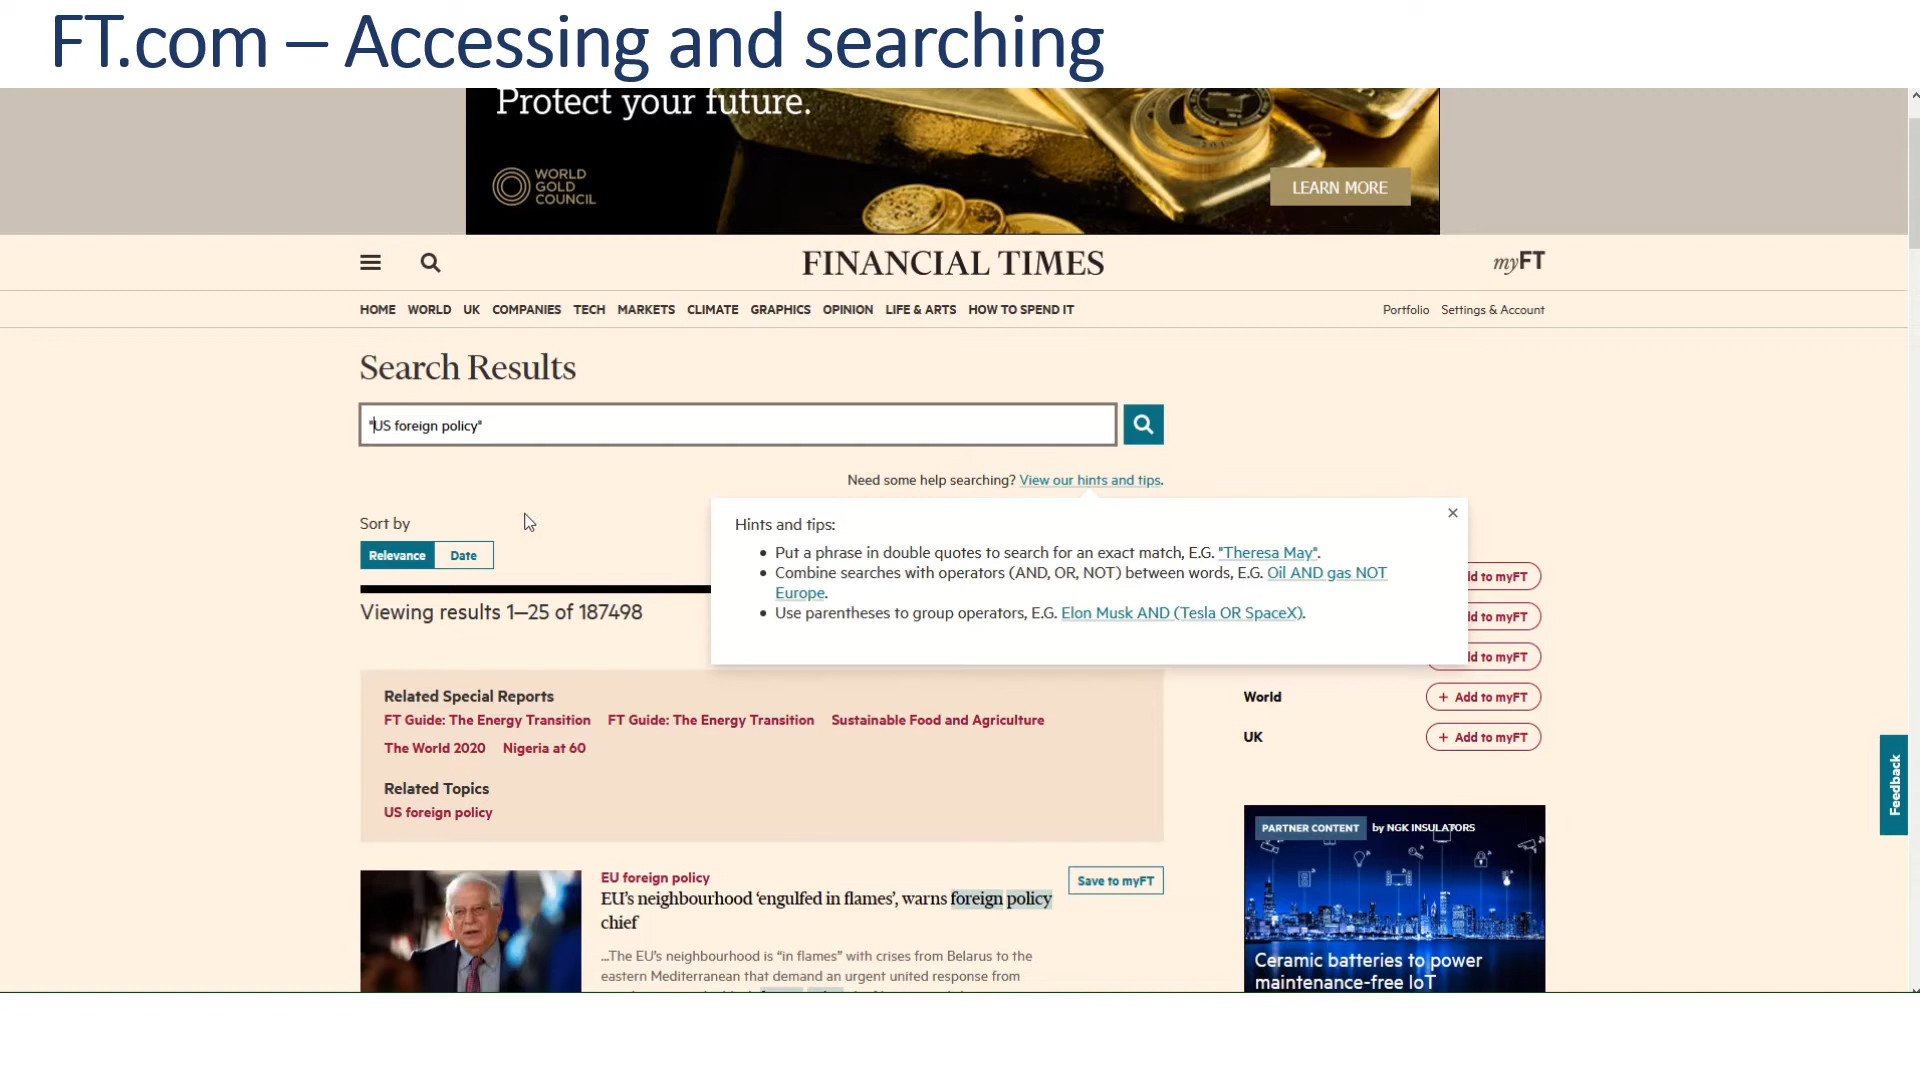 FT.com – Accessing and searching
Protect your future.
WORLD
GOLD
COUNCIL
LEARN MORE
FINANCIAL TIMES
myFT
HOME WORLD UK COMPANIES TECH MARKETS CLIMATE GRAPHICS OPINION LIFE & ARTS HOW TO SPEND IT
Portfolio Settings & Account
Search Results
"US foreign policy"
Need some help searching? View our hints and tips.
Sort by
Relevance Date
Hints and tips:
• Put a phrase in double quotes to search for an exact match, E.G. "Theresa May".
• Combine searches with operators (AND, OR, NOT) between words, E.G. Oil AND gas NOT
Europe.
• Use parentheses to group operators, E.G. Elon Musk AND (Tesla OR SpaceX).
to myFT
to myFT
to myFT
Viewing results 1–25 of 187498
World + Add to myFT
UK + Add to myFT
Related Special Reports
FT Guide: The Energy Transition FT Guide: The Energy Transition Sustainable Food and Agriculture
The World 2020 Nigeria at 60
Related Topics
US foreign policy
Feedback
EU foreign policy
EU's neighbourhood ‘engulfed in flames’, warns foreign policy
chief
Save to myFT
...The EU's neighbourhood is “in flames” with crises from Belarus to the
eastern Mediterranean that demand an urgent united response from
PARTNER CONTENT by NGK INSULATORS
Ceramic batteries to power
maintenance-free IoT